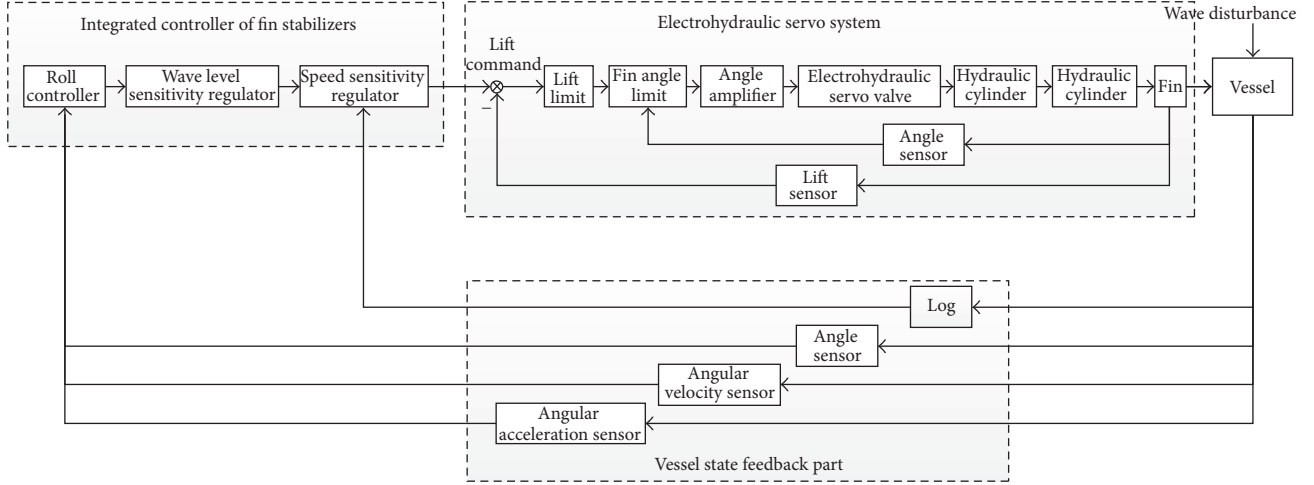 Integrated controller of fin stabilizers
Roll
controller
Wave level
sensitivity regulator
Speed sensitivity
regulator
Electrohydraulic servo system
Lift
command
−
Lift
limit
Fin angle
limit
Angle
amplifier
Electrohydraulic
servo valve
Hydraulic
cylinder
Hydraulic
cylinder
Fin
Angle
sensor
Lift
sensor
Wave disturbance
Vessel
Log
Angle
sensor
Angular
velocity sensor
Angular
acceleration sensor
Vessel state feedback part